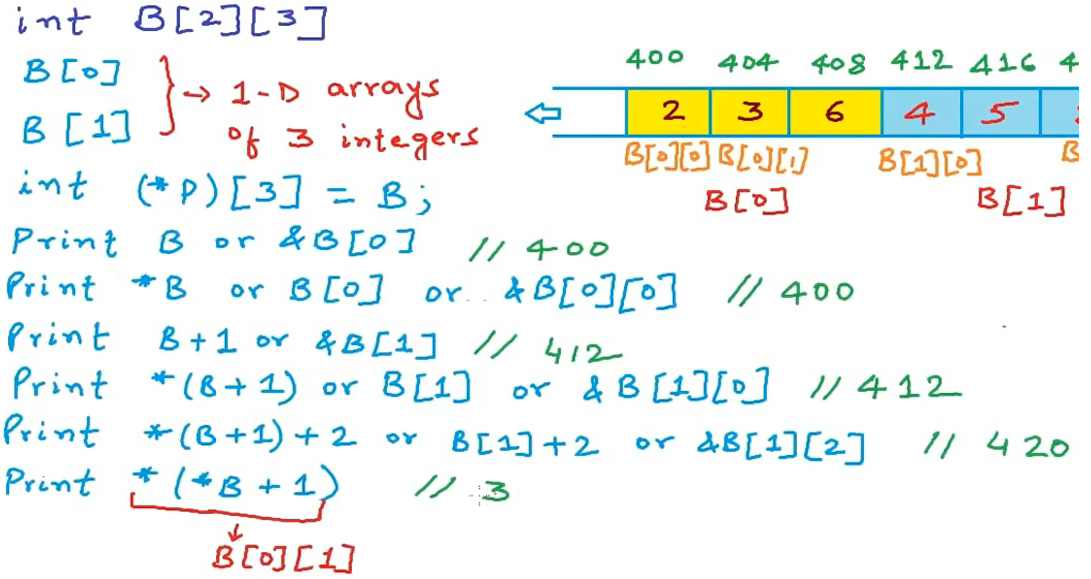 int B[2][3]
B[0]
B[1]
→ 1-D arrays
of 3 integers
400 404 408 412 416 4
2 3 6 4 5
B[0][0] B[0][1] B[1][0] B
B[0] B[1]
int (*P)[3] = B;
Print B or &B[0] // 400
Print *B or B[0] or &B[0][0] // 400
Print B+1 or &B[1] // 412
Print *(B+1) or B[1] or &B[1][0] // 412
Print *(B+1)+2 or B[1]+2 or &B[1][2] // 420
Print *(*B+1) // 3
B[0][1]